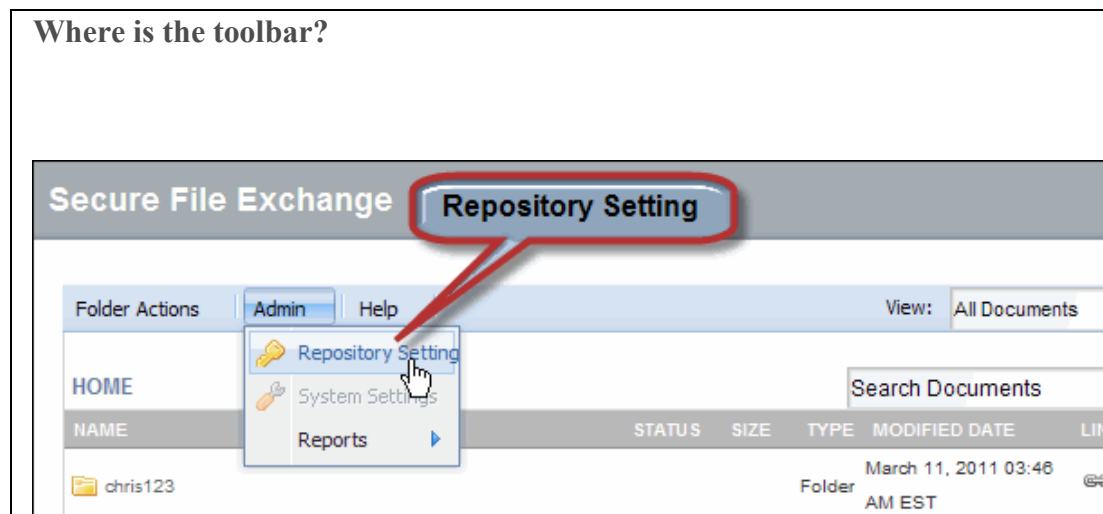 Where is the toolbar?
Secure File Exchange
Repository Setting
Folder Actions Admin Help View: All Documents
Repository Setting
HOME Search Documents
System Settings
NAME STATUS SIZE TYPE MODIFIED DATE
Reports
chris123 Folder March 11, 2011 03:46
AM EST